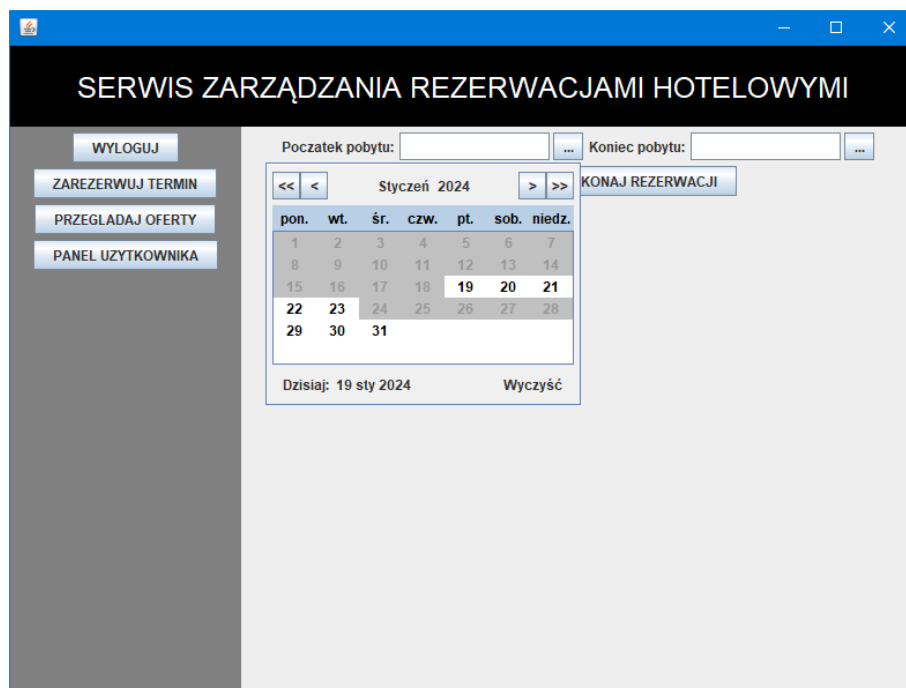 SERWIS ZARZĄDZANIA REZERWACJAMI HOTELOWYMI
WYLOGUJ
ZAREZERWUJ TERMIN
PRZEGLADAJ OFERTY
PANEL UZYTKOWNIKA
Poczatek pobytu: ... Koniec pobytu: ...
KONAJ REZERWACJI
<< < Styczeń 2024 > >>
pon. wt. śr. czw. pt. sob. niedz.
1 2 3 4 5 6 7
8 9 10 11 12 13 14
15 16 17 18 19 20 21
22 23 24 25 26 27 28
29 30 31
Dzisiaj: 19 sty 2024 Wyczyść